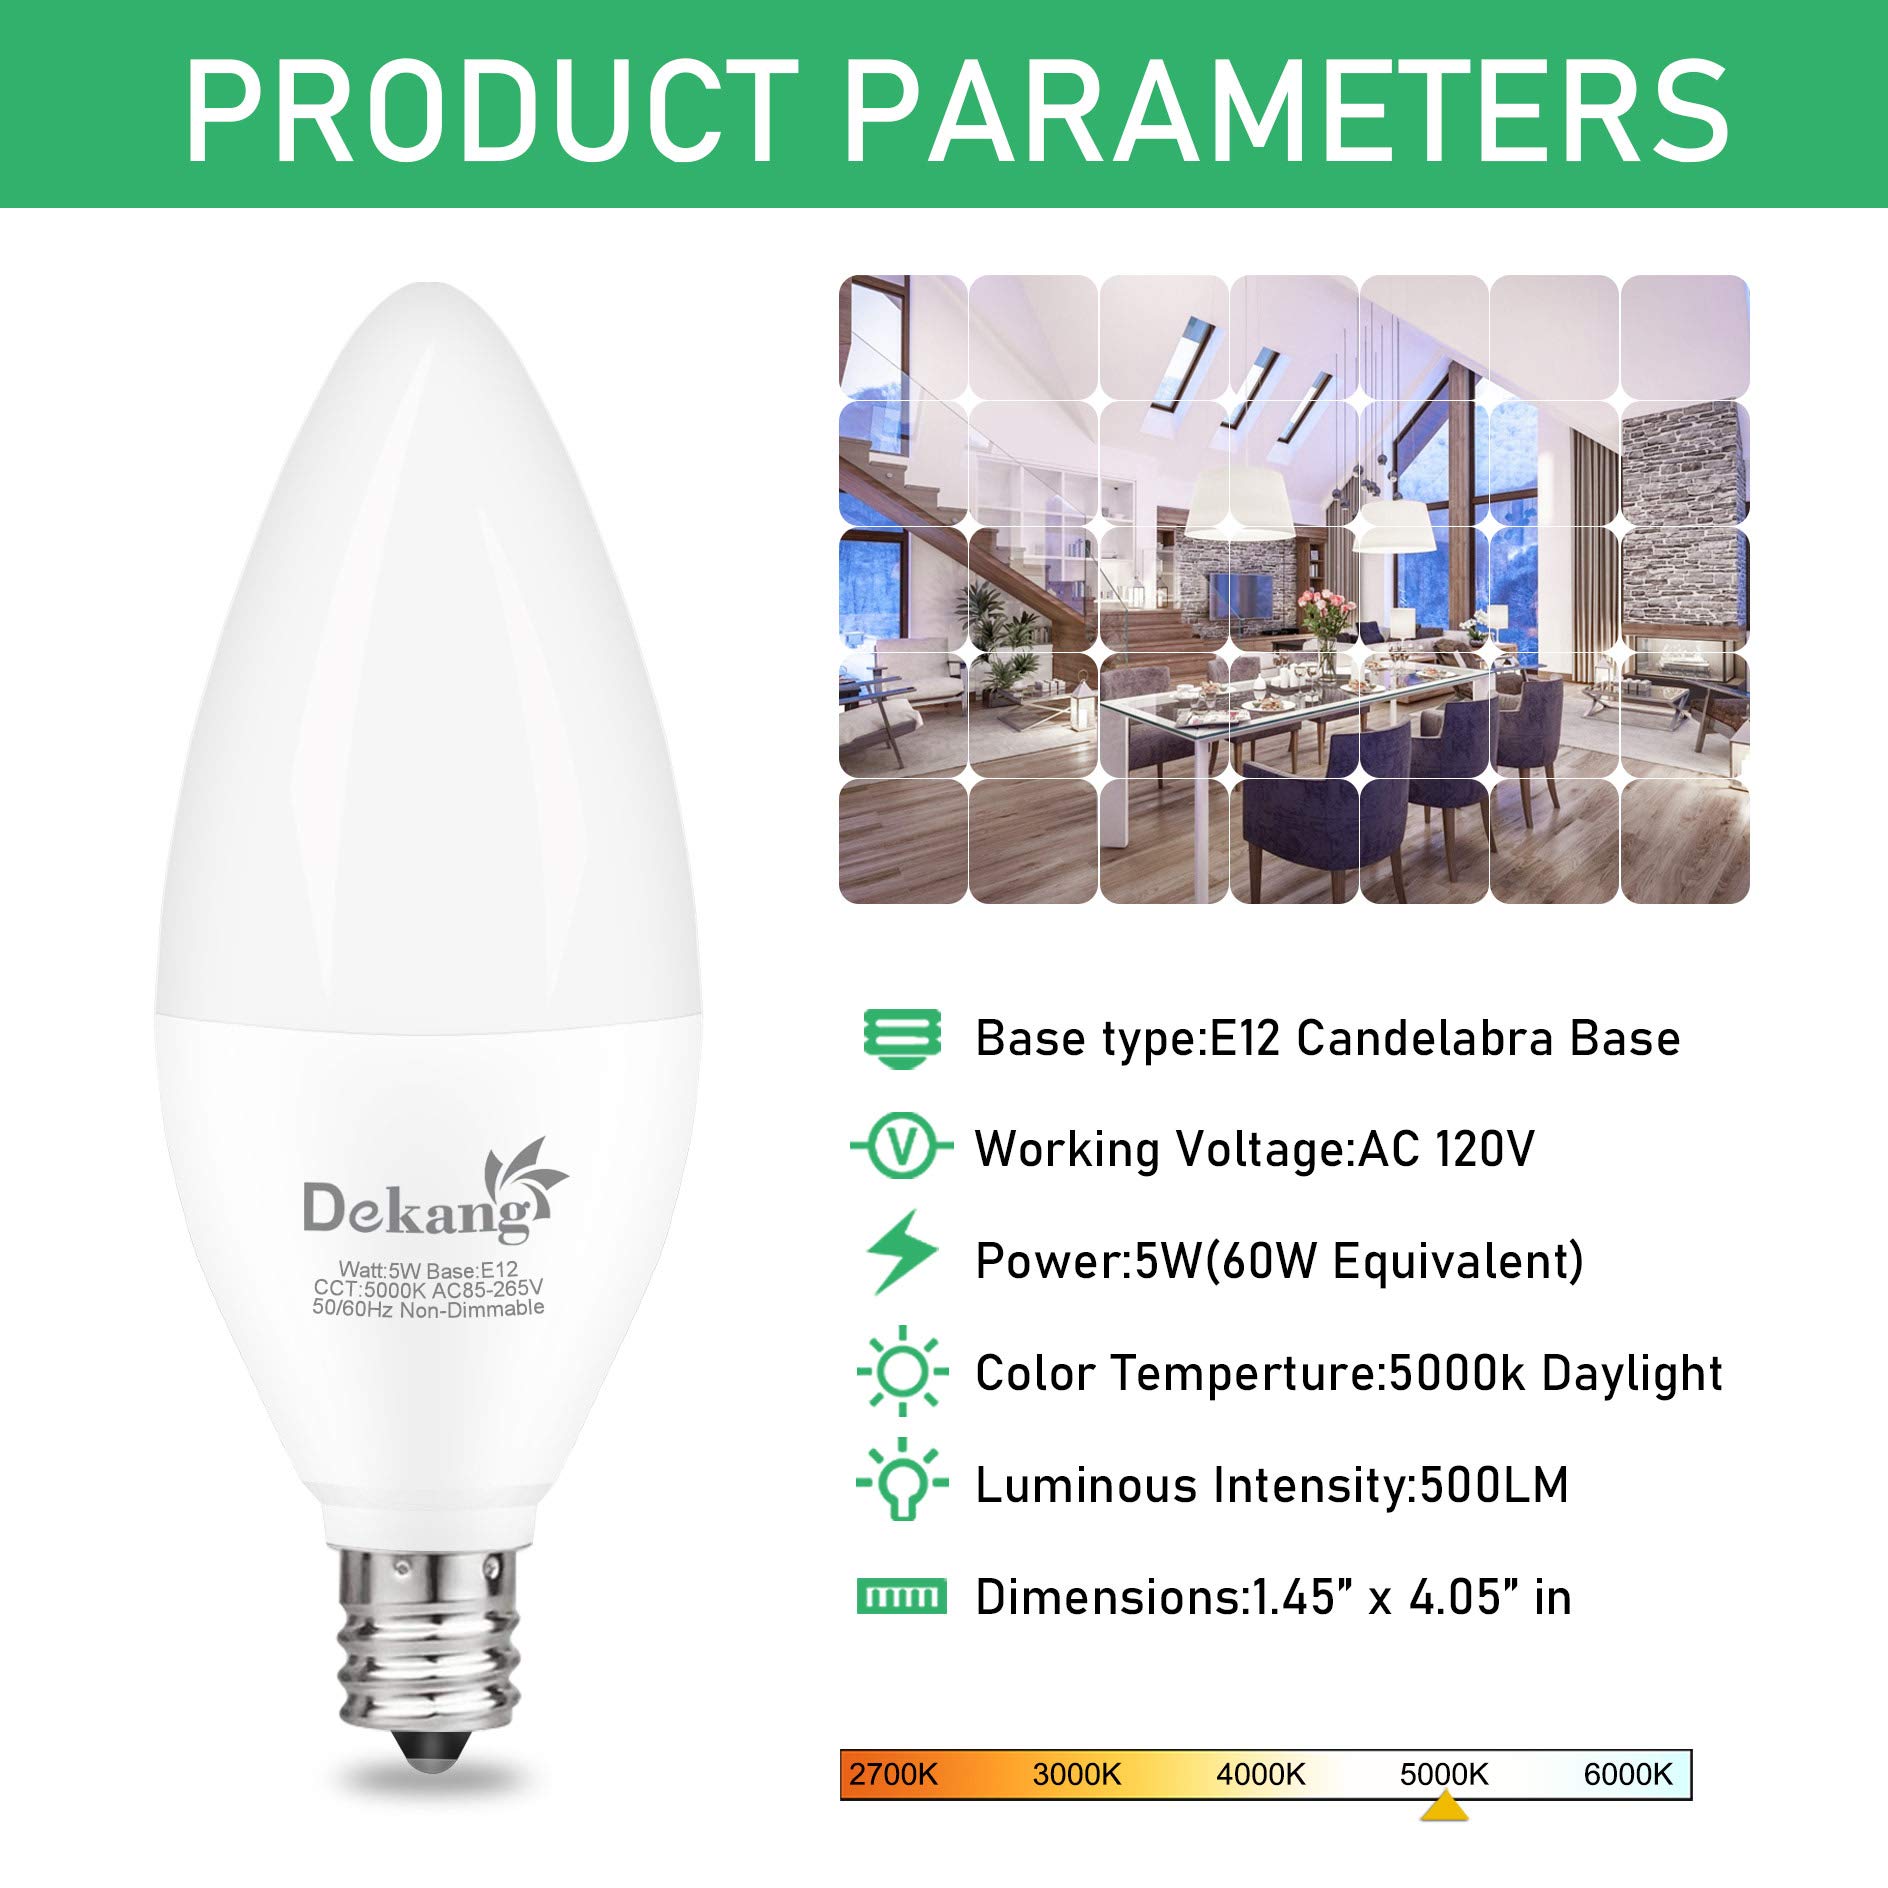 PRODUCT PARAMETERS
Dekang
Watt:5W Base:E12
CCT:5000K AC85-265V
50/60Hz Non-Dimmable
Base type:E12 Candelabra Base
V
Working Voltage:AC 120V
Power:5W(60W Equivalent)
Color Temperture:5000k Daylight
Luminous Intensity:500LM
Dimensions:1.45” x 4.05” in
2700K 3000K 4000K 5000K 6000K